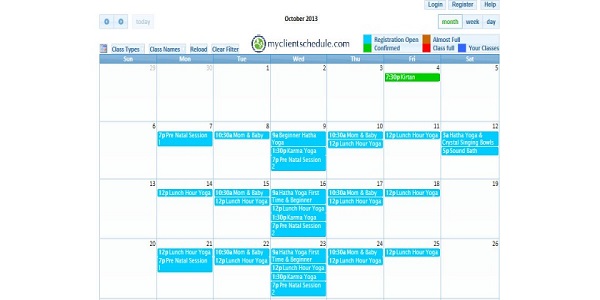 Login Register Help
today October 2013 month week day
Class Types Class Names Reload Clear Filter myclientschedule.com
Registration Open Almost Full
Confirmed Class full Your Classes
Sun Mon Tue Wed Thu Fri Sat
29 30 1 2 3 4 5
7:30p Kirtan
6 7 8 9 10 11 12
7p Pre Natal Session 10:30a Mom & Baby 9a Beginner Hatha 10:30a Mom & Baby 12p Lunch Hour Yoga 5a Hatha Yoga &
1 12p Lunch Hour Yoga Yoga 12p Lunch Hour Yoga Crystal Singing Bowls
1:30p Karma Yoga 5p Sound Bath
7p Pre Natal Session
2
13 14 15 16 17 18 19
12p Lunch Hour Yoga 10:30a Mom & Baby 9a Hatha Yoga First 10:30a Mom & Baby 12p Lunch Hour Yoga
12p Lunch Hour Yoga Time & Beginner 12p Lunch Hour Yoga
12p Lunch Hour Yoga
1:30p Karma Yoga
7p Pre Natal Session
2
20 21 22 23 24 25 26
12p Lunch Hour Yoga 10:30a Mom & Baby 9a Hatha Yoga First 10:30a Mom & Baby 12p Lunch Hour Yoga
7p Pre Natal Session 12p Lunch Hour Yoga Time & Beginner 12p Lunch Hour Yoga
1 12p Lunch Hour Yoga
1:30p Karma Yoga
7p Pre Natal Session
2